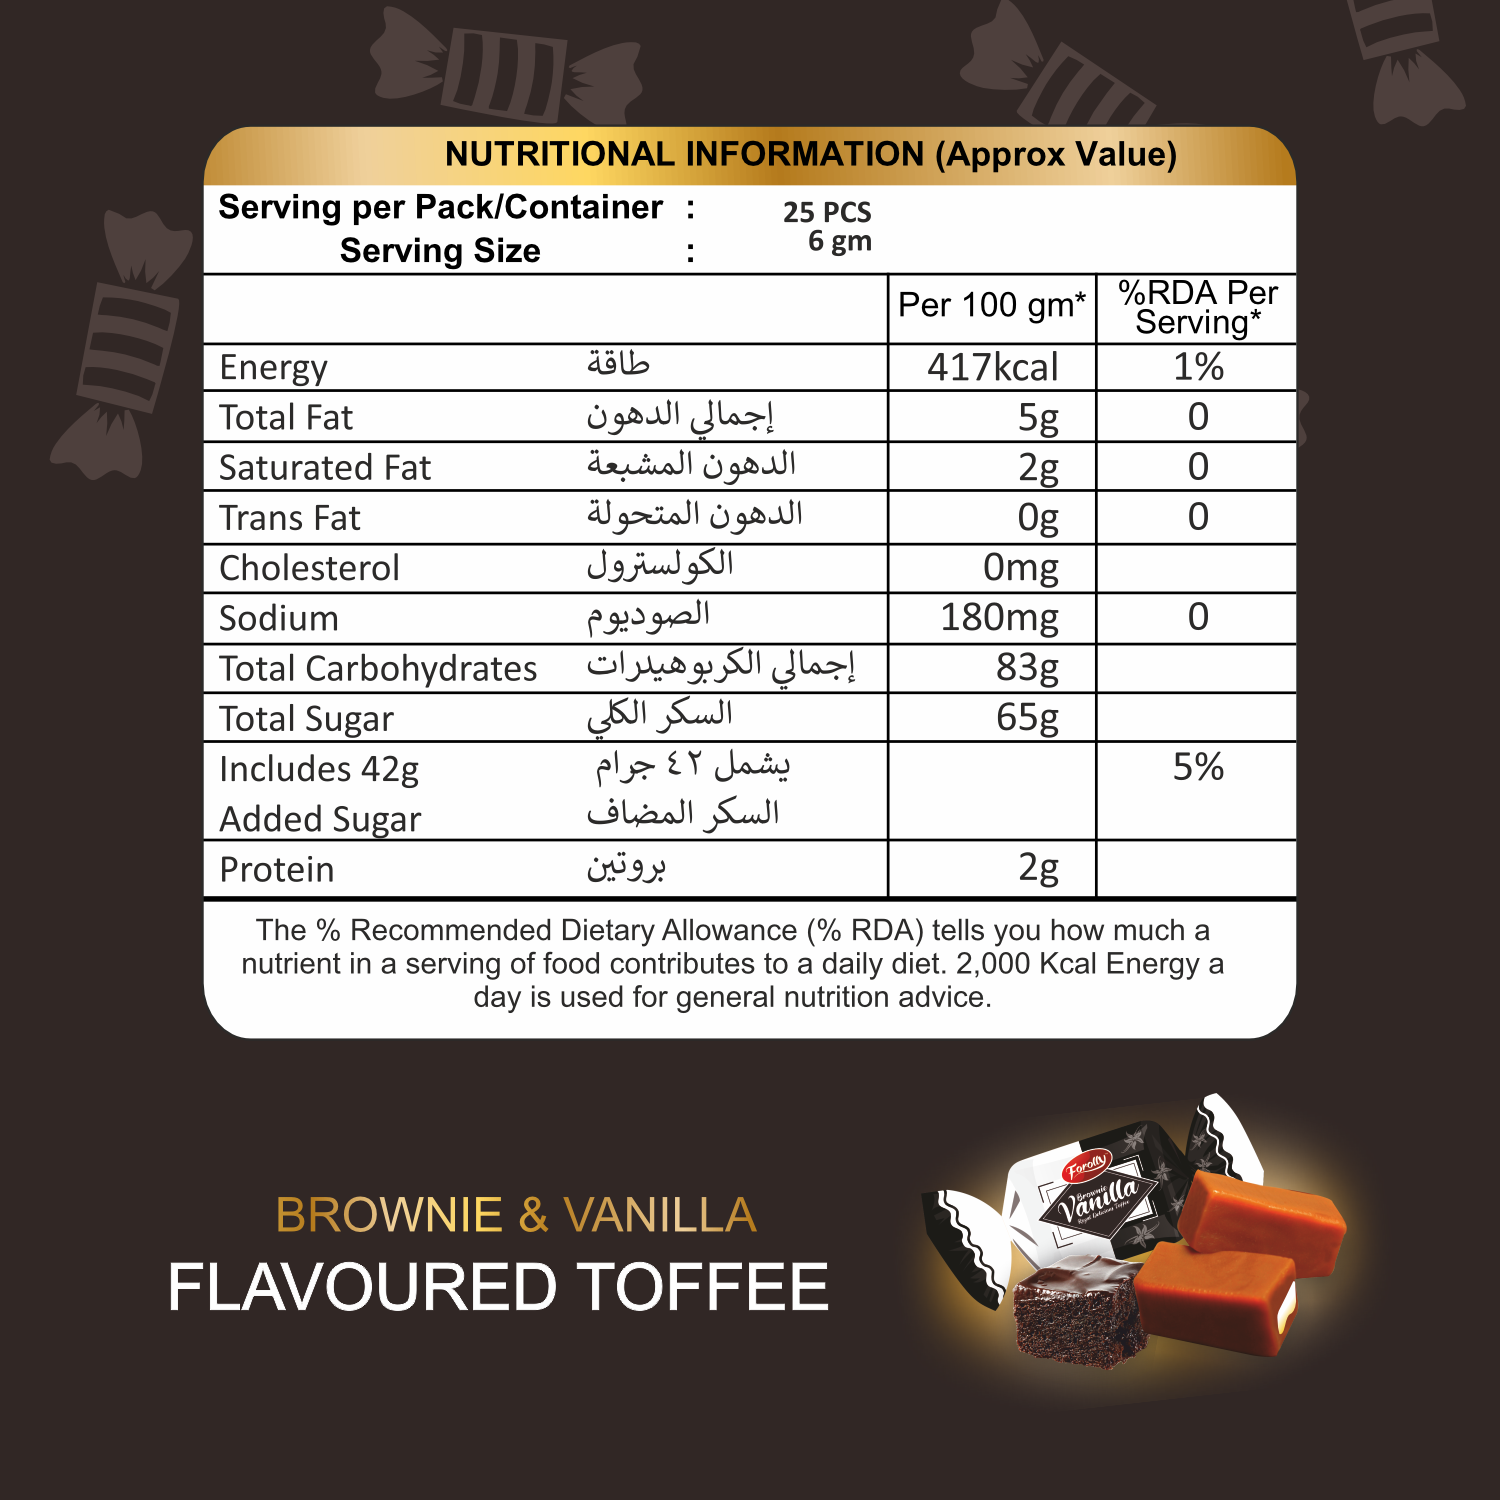 NUTRITIONAL INFORMATION (Approx Value)
Serving per Pack/Container : 25 PCS
Serving Size : 6 gm
Per 100 gm* %RDA Per Serving*
Energy طاقة 417kcal 1%
Total Fat إجمالي الدهون 5g 0
Saturated Fat الدهون المشبعة 2g 0
Trans Fat الدهون المتحولة 0g 0
Cholesterol الكولسترول 0mg
Sodium الصوديوم 180mg 0
Total Carbohydrates إجمالي الكربوهيدرات 83g
Total Sugar السكر الكلي 65g
Includes 42g يشمل ٤٢ جرام 5%
Added Sugar السكر المضاف
Protein بروتين 2g
The % Recommended Dietary Allowance (% RDA) tells you how much a
nutrient in a serving of food contributes to a daily diet. 2,000 Kcal Energy a
day is used for general nutrition advice.
Forolly
Brownie
Vanilla
Royal Delicious Toffee
BROWNIE & VANILLA
FLAVOURED TOFFEE